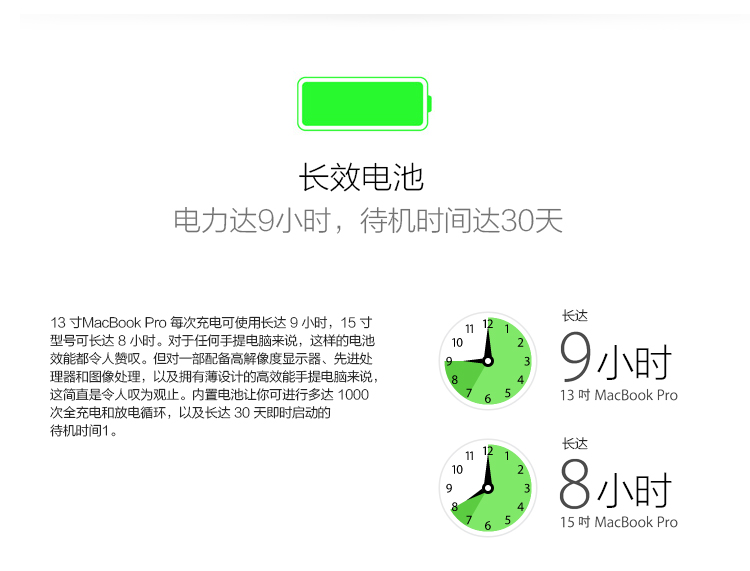 长效电池
电力达9小时，待机时间达30天
13 寸MacBook Pro 每次充电可使用长达 9 小时，15 寸
型号可长达 8 小时。对于任何手提电脑来说，这样的电池
效能都令人赞叹。但对一部配备高解像度显示器、先进处
理器和图像处理，以及拥有薄设计的高效能手提电脑来说，
这简直是令人叹为观止。内置电池让你可进行多达 1000
次全充电和放电循环，以及长达 30 天即时启动的
待机时间1。
12 1 2 3 4 5 6 7 8 9 10 11
长达
9小时
13 吋 MacBook Pro
12 1 2 3 4 5 6 7 8 9 10 11
长达
8小时
15 吋 MacBook Pro